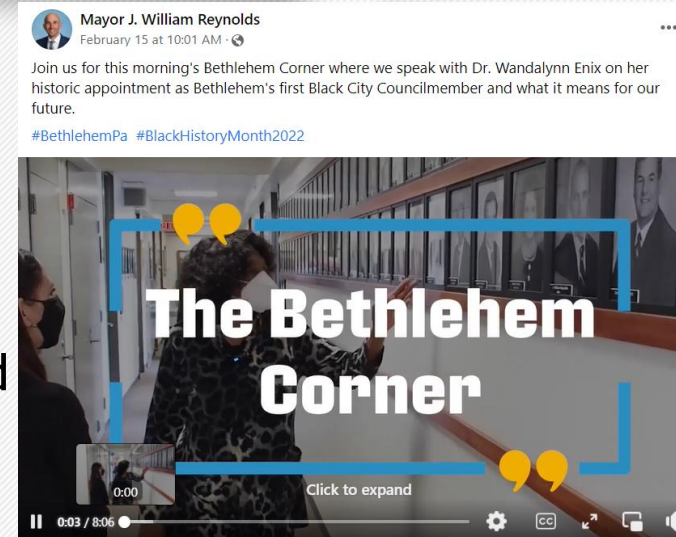 Mayor J. William Reynolds
February 15 at 10:01 AM ·
Join us for this morning's Bethlehem Corner where we speak with Dr. Wandalynn Enix on her
historic appointment as Bethlehem's first Black City Councilmember and what it means for our
future.
#BethlehemPa #BlackHistoryMonth2022
The Bethlehem
Corner
d
0:00
Click to expand
0:03 / 8:06
CC